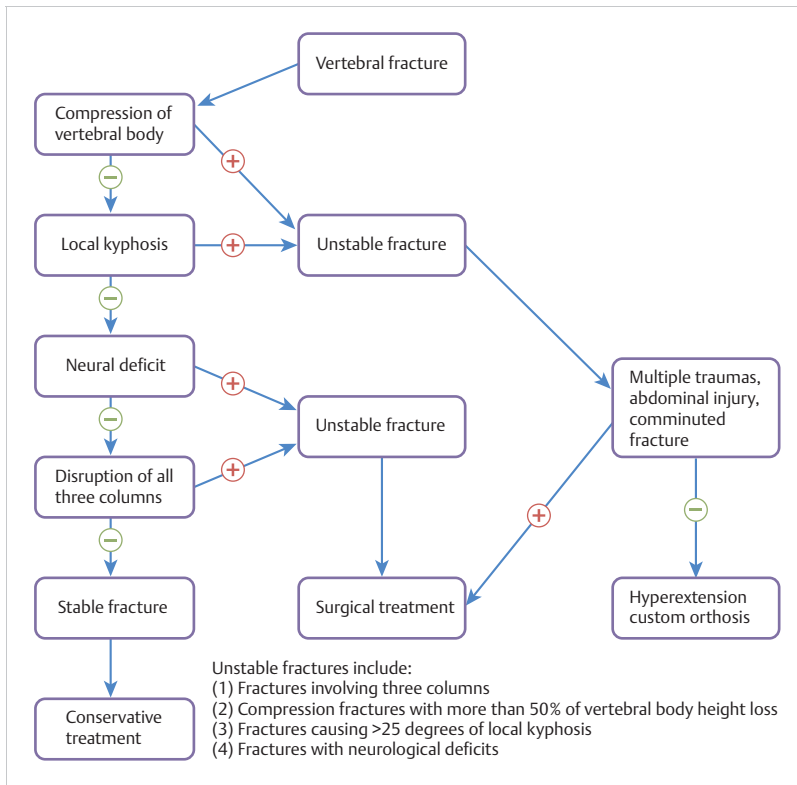 Vertebral fracture
Compression of
vertebral body
Local kyphosis
Unstable fracture
Neural deficit
Unstable fracture
Multiple traumas,
abdominal injury,
comminuted
fracture
Disruption of all
three columns
Stable fracture
Surgical treatment
Hyperextension
custom orthosis
Conservative
treatment
Unstable fractures include:
(1) Fractures involving three columns
(2) Compression fractures with more than 50% of vertebral body height loss
(3) Fractures causing >25 degrees of local kyphosis
(4) Fractures with neurological deficits